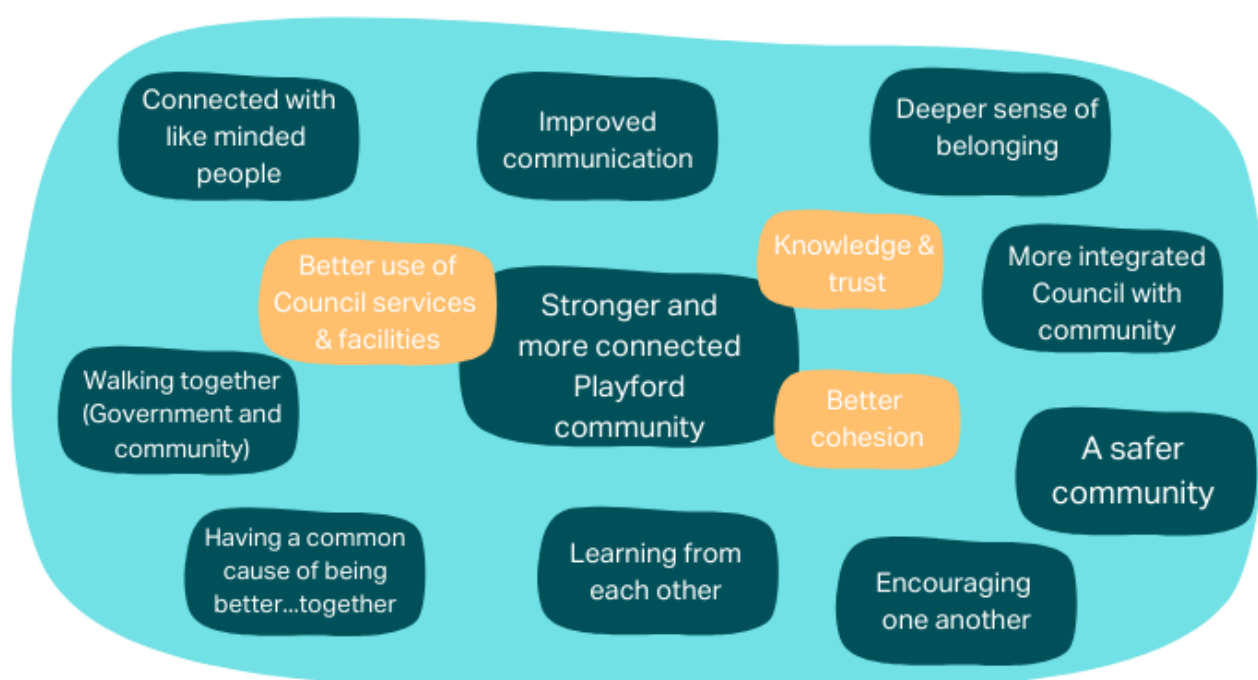 Connected with
like minded
people
Improved
communication
Deeper sense of
belonging
Better use of
Council services
& facilities
Stronger and
more connected
Playford
community
Knowledge &
trust
More integrated
Council with
community
Walking together
(Government and
community)
Better
cohesion
A safer
community
Having a common
cause of being
better...together
Learning from
each other
Encouraging
one another